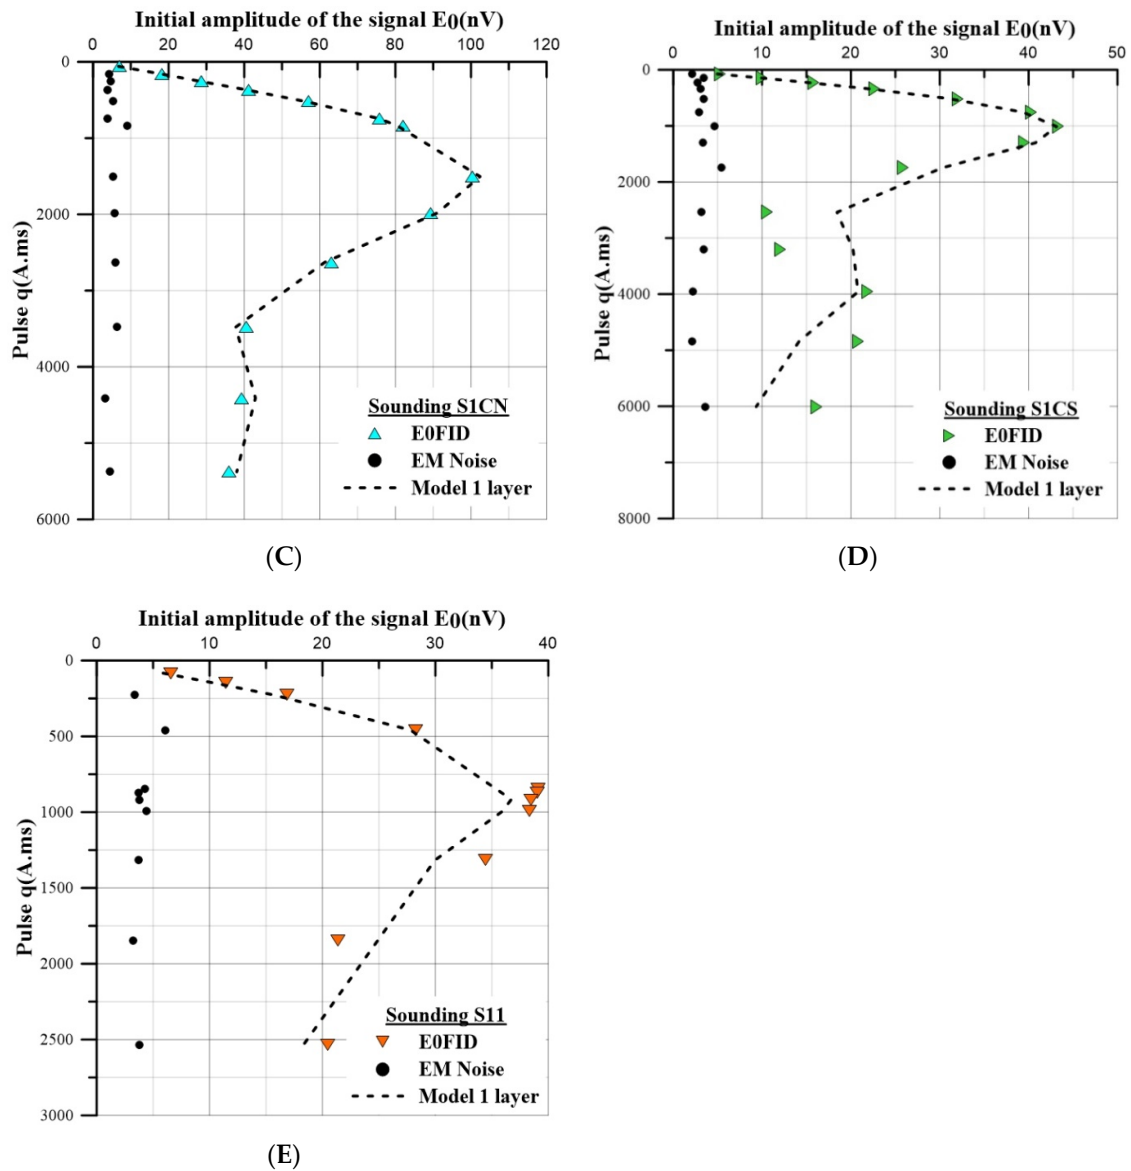 Initial amplitude of the signal E0(nV)
0 20 40 60 80 100 120
0
2000
4000
6000
Pulse q(A.ms)
Sounding S1CN
E0FID
EM Noise
Model 1 layer
(C)
Initial amplitude of the signal E0(nV)
0 10 20 30 40 50
0
2000
4000
6000
8000
Pulse q(A.ms)
Sounding S1CS
E0FID
EM Noise
Model 1 layer
(D)
Initial amplitude of the signal E0(nV)
0 10 20 30 40
0
500
1000
1500
2000
2500
3000
Pulse q(A.ms)
Sounding S11
E0FID
EM Noise
Model 1 layer
(E)